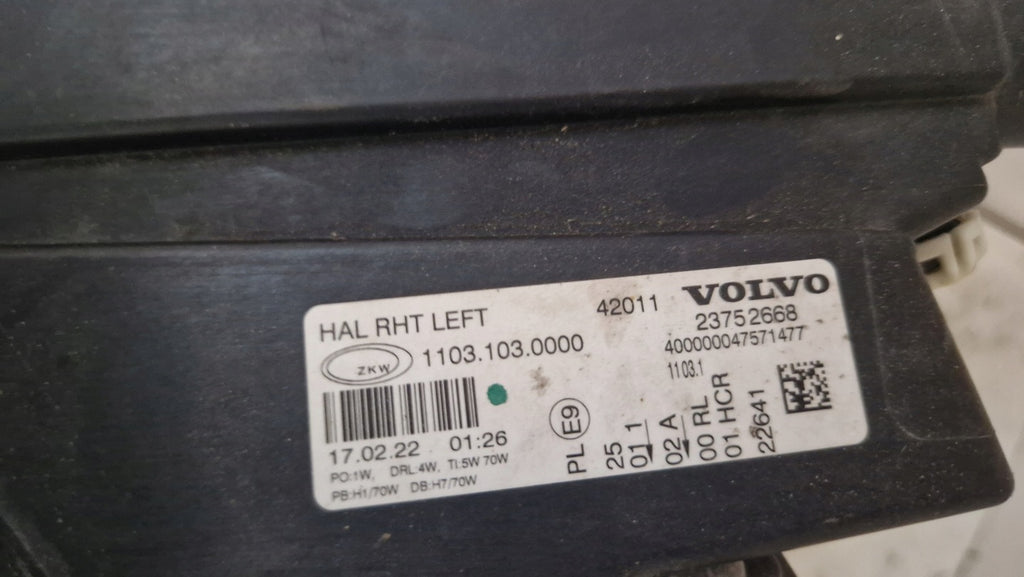 HAL RHT LEFT
42011
VOLVO
23752668
ZKW
1103.103.0000
400000047571477
1103.1
17.02.22 01:26
PO:1W, DRL:4W, TI:5W 70W
PB:H1/70W DB:H7/70W
PL
E9
25
01 1
02 A
00 RL
01 HCR
22641